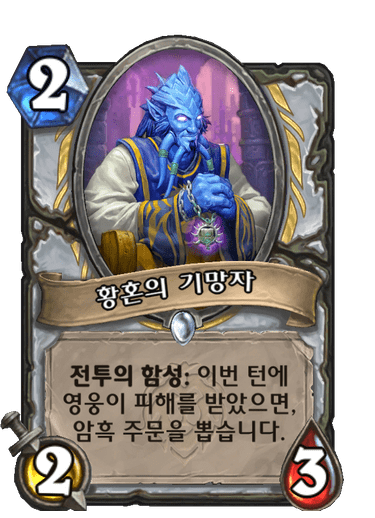 2
황혼의 기망자
전투의 함성: 이번 턴에
영웅이 피해를 받았으면,
암흑 주문을 뽑습니다.
2
3